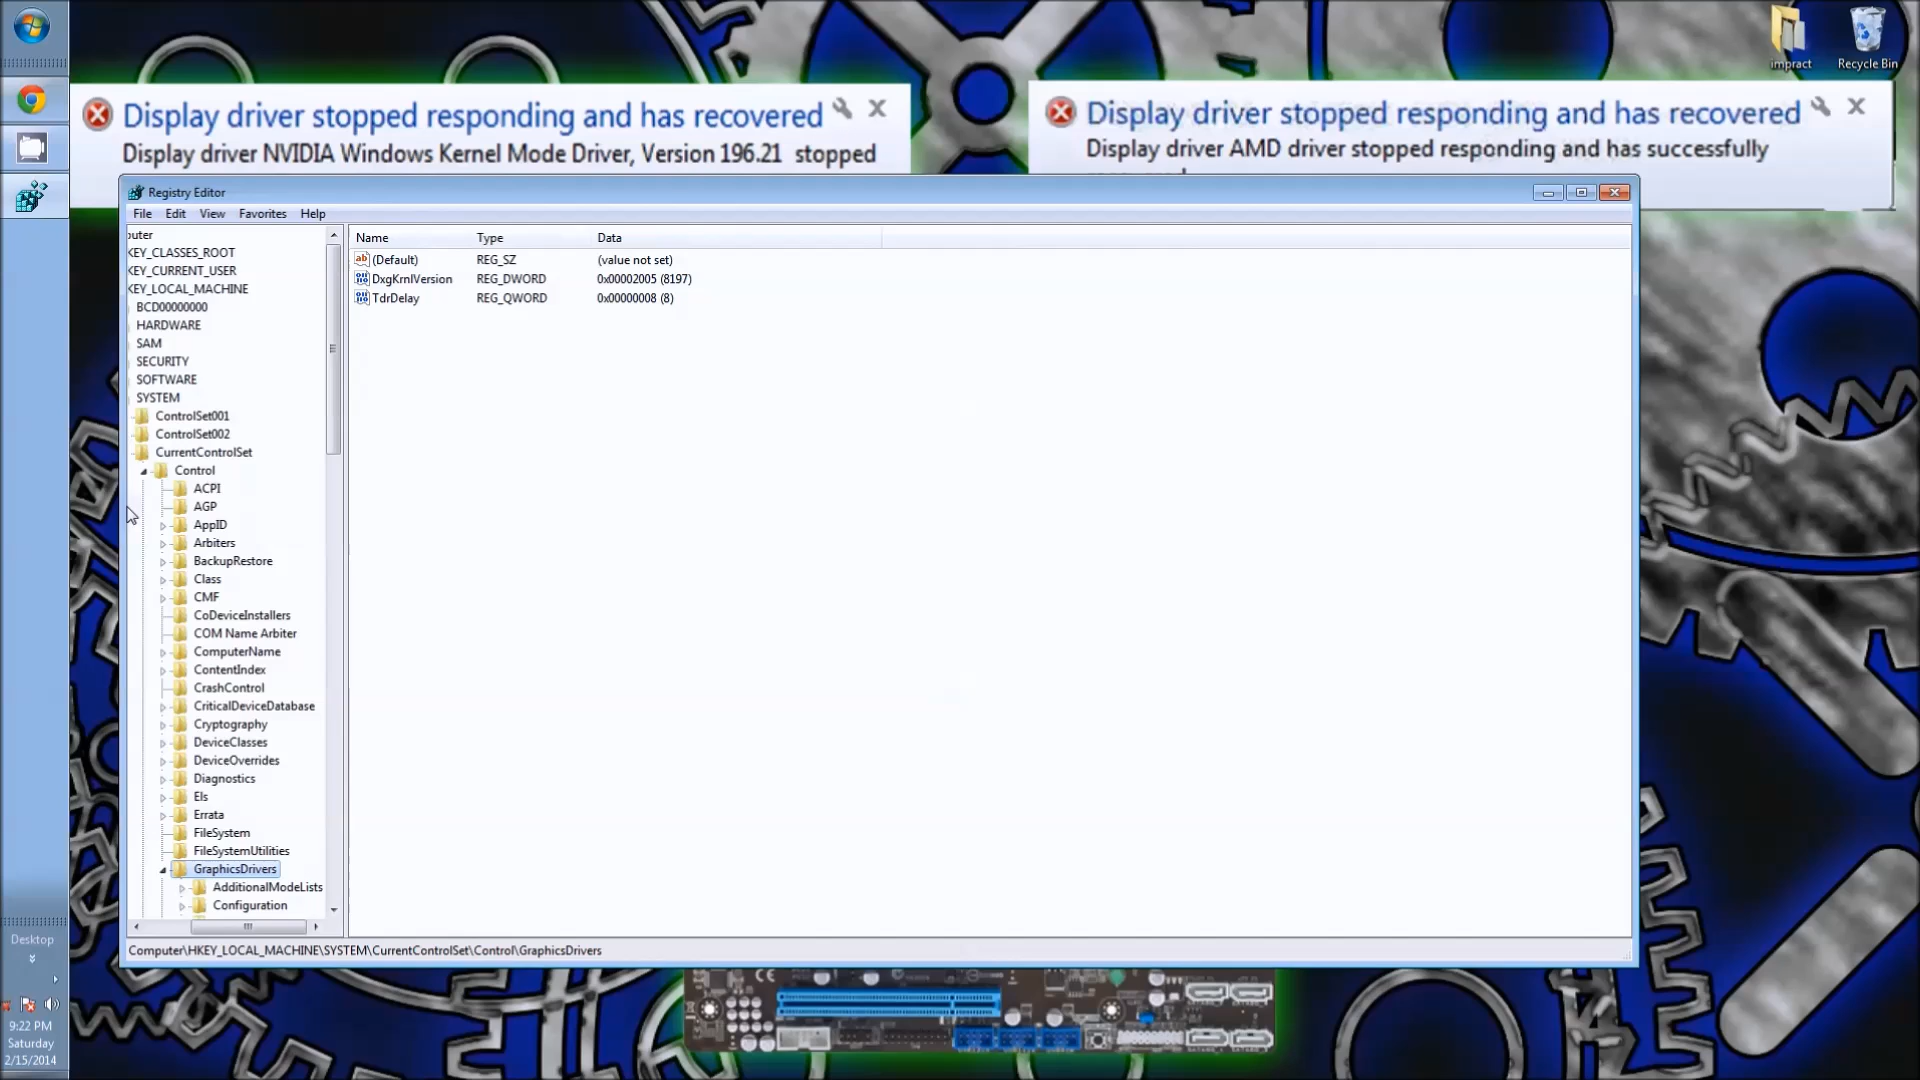 impract
Recycle Bin
Display driver stopped responding and has recovered
Display driver NVIDIA Windows Kernel Mode Driver, Version 196.21 stopped
Display driver stopped responding and has recovered
Display driver AMD driver stopped responding and has successfully
Registry Editor
File Edit View Favorites Help
puter
KEY_CLASSES_ROOT
KEY_CURRENT_USER
KEY_LOCAL_MACHINE
BCD00000000
HARDWARE
SAM
SECURITY
SOFTWARE
SYSTEM
ControlSet001
ControlSet002
CurrentControlSet
Control
ACPI
AGP
AppID
Arbiters
BackupRestore
Class
CMF
CoDeviceInstallers
COM Name Arbiter
ComputerName
ContentIndex
CrashControl
CriticalDeviceDatabase
Cryptography
DeviceClasses
DeviceOverrides
Diagnostics
Els
Errata
FileSystem
FileSystemUtilities
GraphicsDrivers
AdditionalModeLists
Configuration
Name Type Data
(Default) REG_SZ (value not set)
DxgKrnlVersion REG_DWORD 0x00002005 (8197)
TdrDelay REG_QWORD 0x00000008 (8)
Computer\HKEY_LOCAL_MACHINE\SYSTEM\CurrentControlSet\Control\GraphicsDrivers
Desktop
9:22 PM
Saturday
2/15/2014